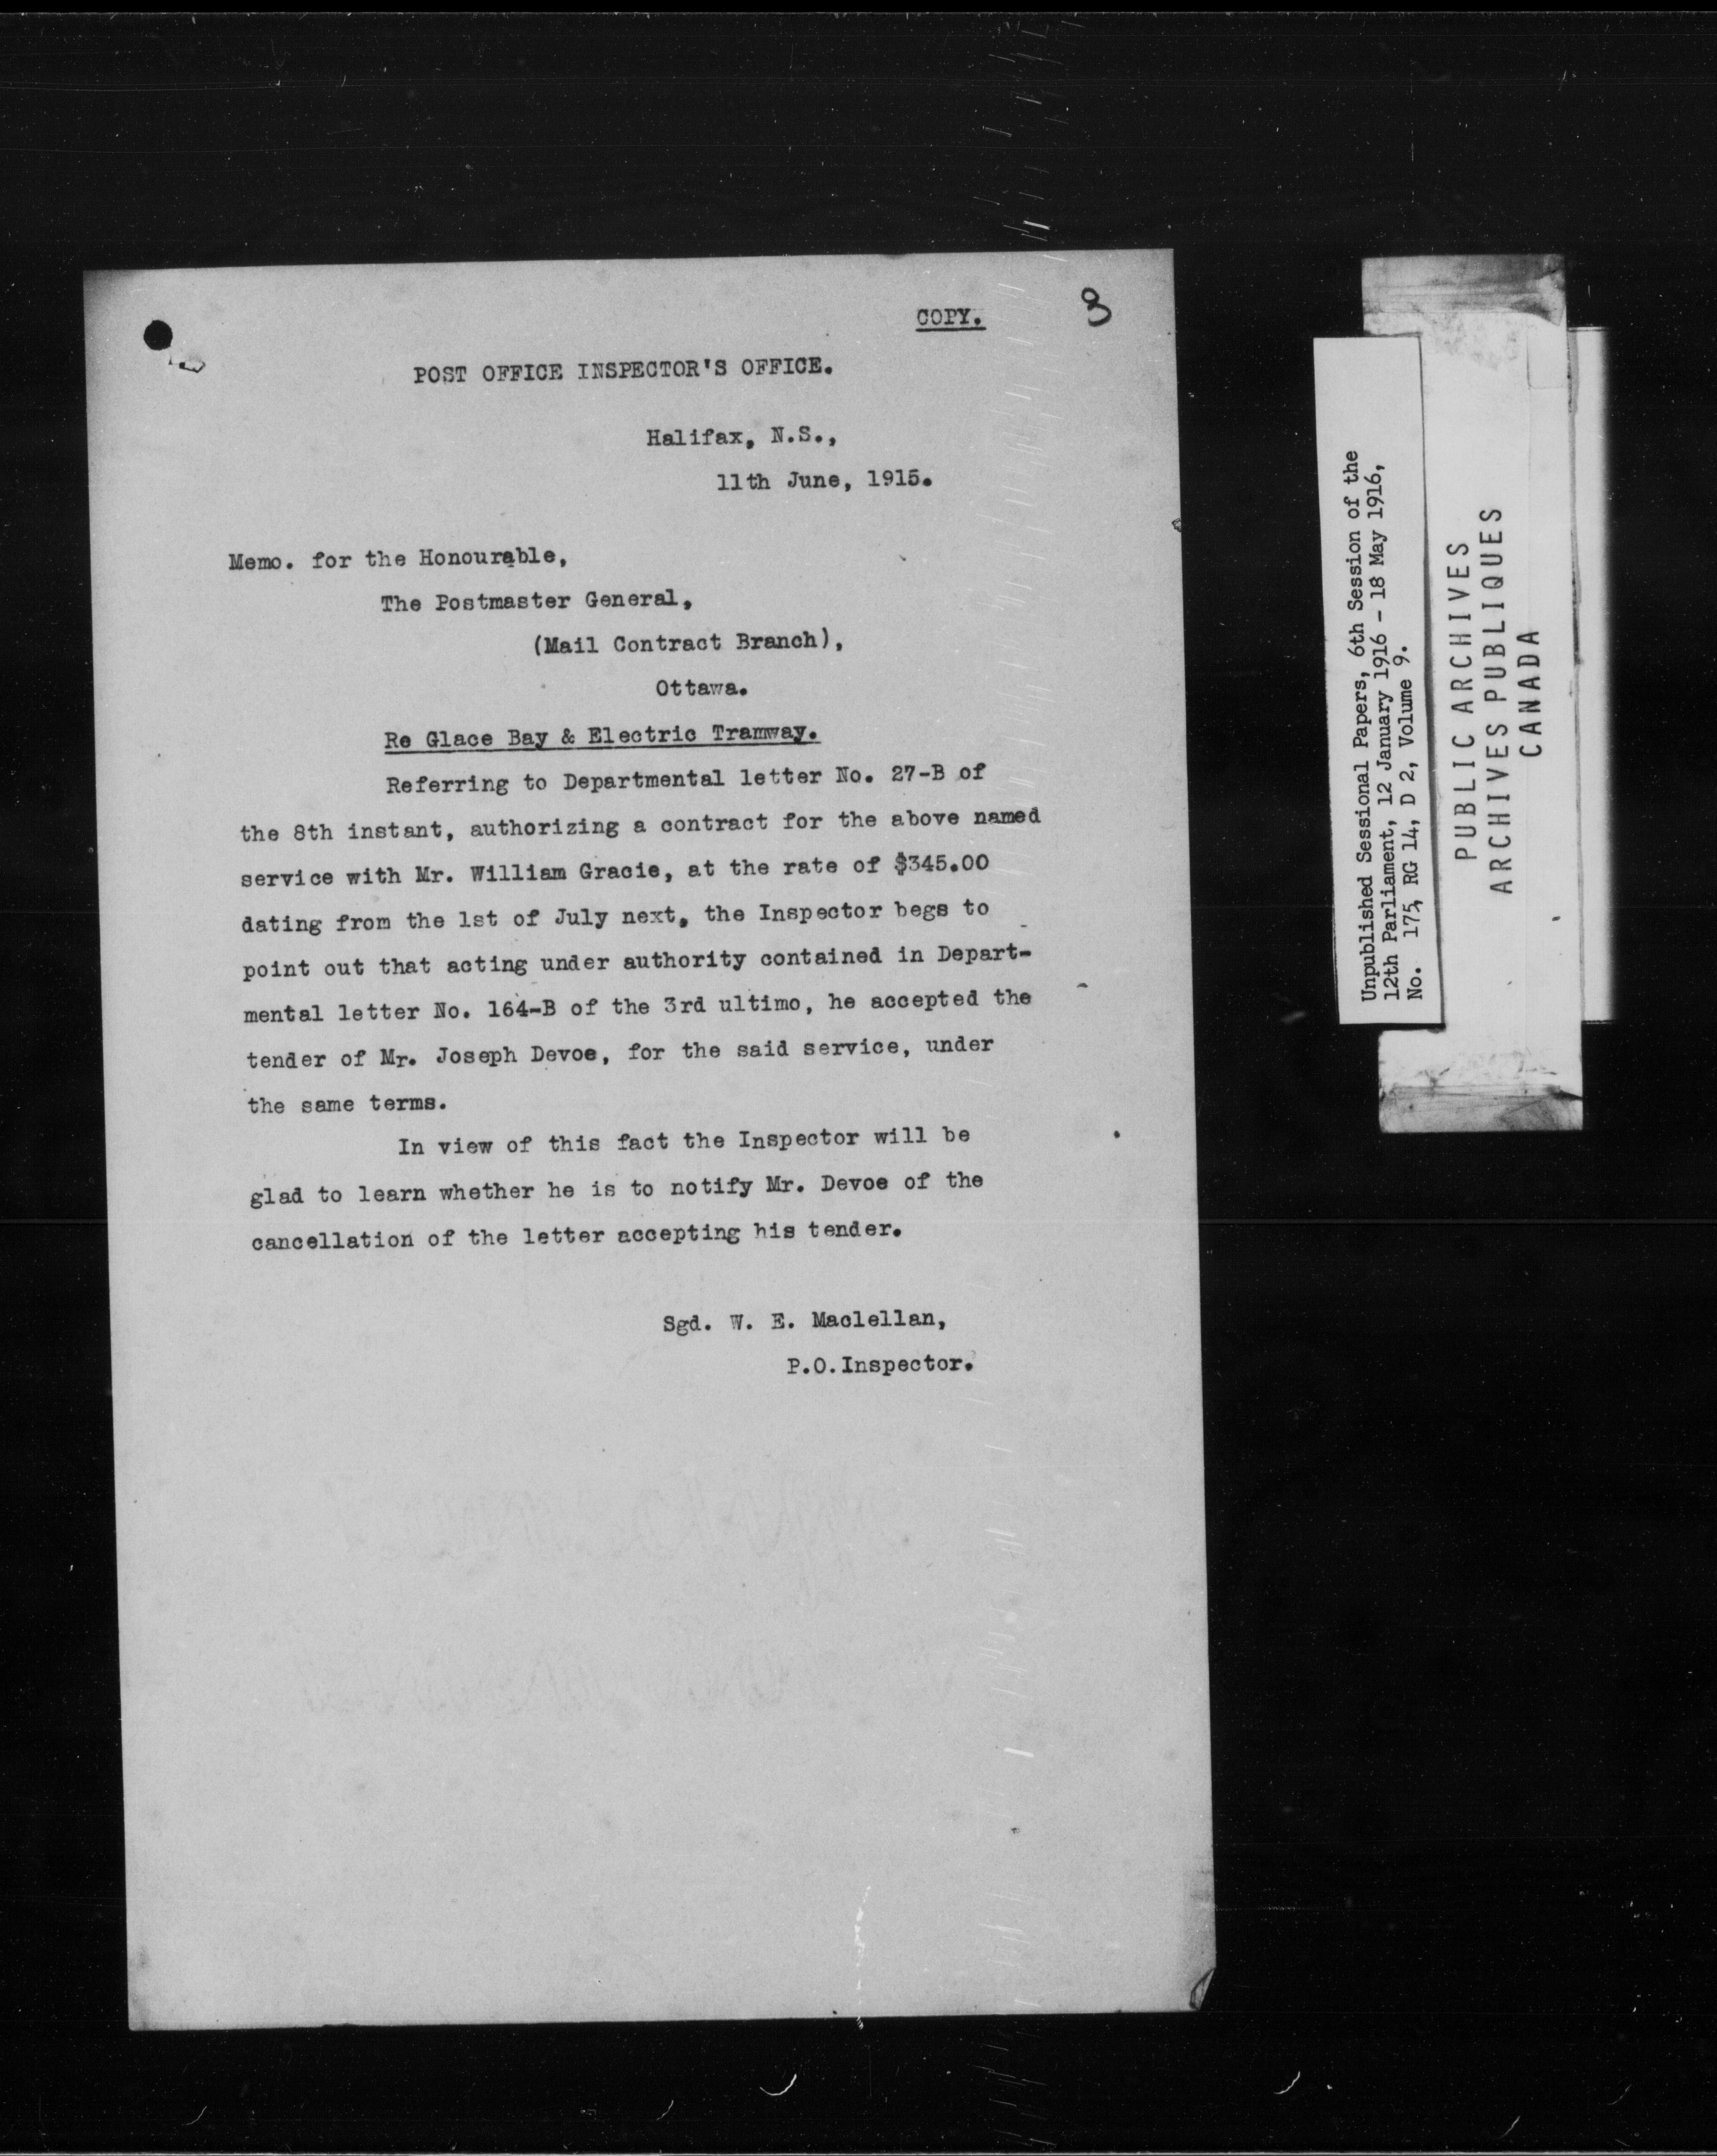 COPY.
3
POST OFFICE INSPECTOR'S OFFICE.
Halifax, N.S.,
11th June, 1915.
Memo. for the Honourable,
The Postmaster General,
(Mail Contract Branch),
Ottawa.
Re Glace Bay & Electric Tramway.
Referring to Departmental letter No. 27-B of
the 8th instant, authorizing a contract for the above named
service with Mr. William Gracie, at the rate of $345.00
dating from the 1st of July next, the Inspector begs to
point out that acting under authority contained in Depart-
mental letter No. 164-B of the 3rd ultimo, he accepted the
tender of Mr. Joseph Devoe, for the said service, under
the same terms.
In view of this fact the Inspector will be
glad to learn whether he is to notify Mr. Devoe of the
cancellation of the letter accepting his tender.
Sgd. W. E. Maclellan,
P.O.Inspector.
Unpublished Sessional Papers, 6th Session of the
12th Parliament, 12 January 1916 - 18 May 1916,
No. 175, RG 14, D 2, Volume 9.
PUBLIC ARCHIVES
ARCHIVES PUBLIQUES
CANADA